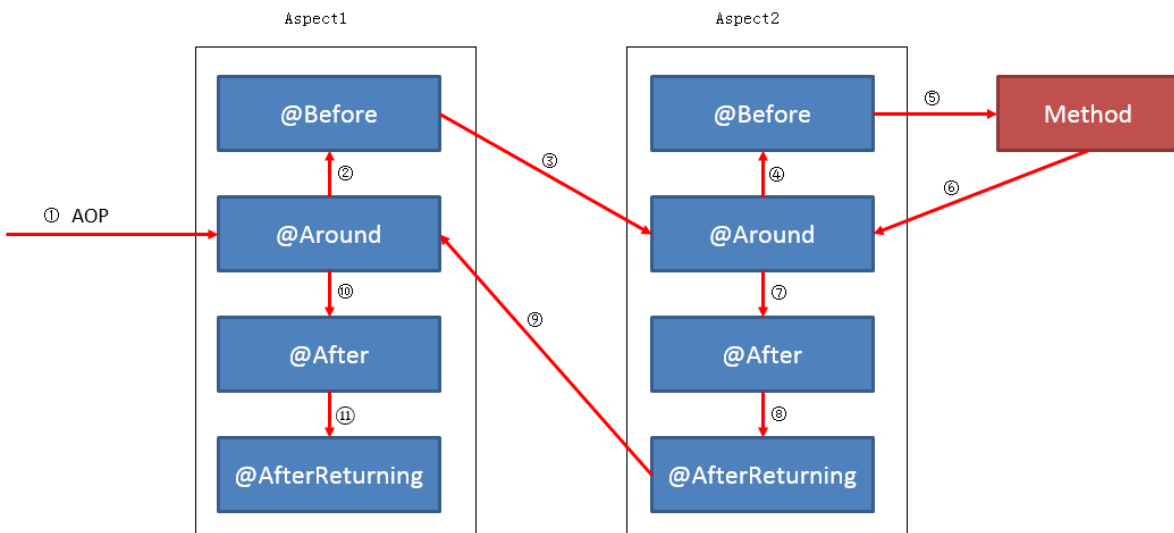 Aspect1
Aspect2
@Before
@Before
⑤
Method
③
②
④
⑥
① AOP
@Around
@Around
⑩
⑦
⑨
@After
@After
⑪
⑧
@AfterReturning
@AfterReturning